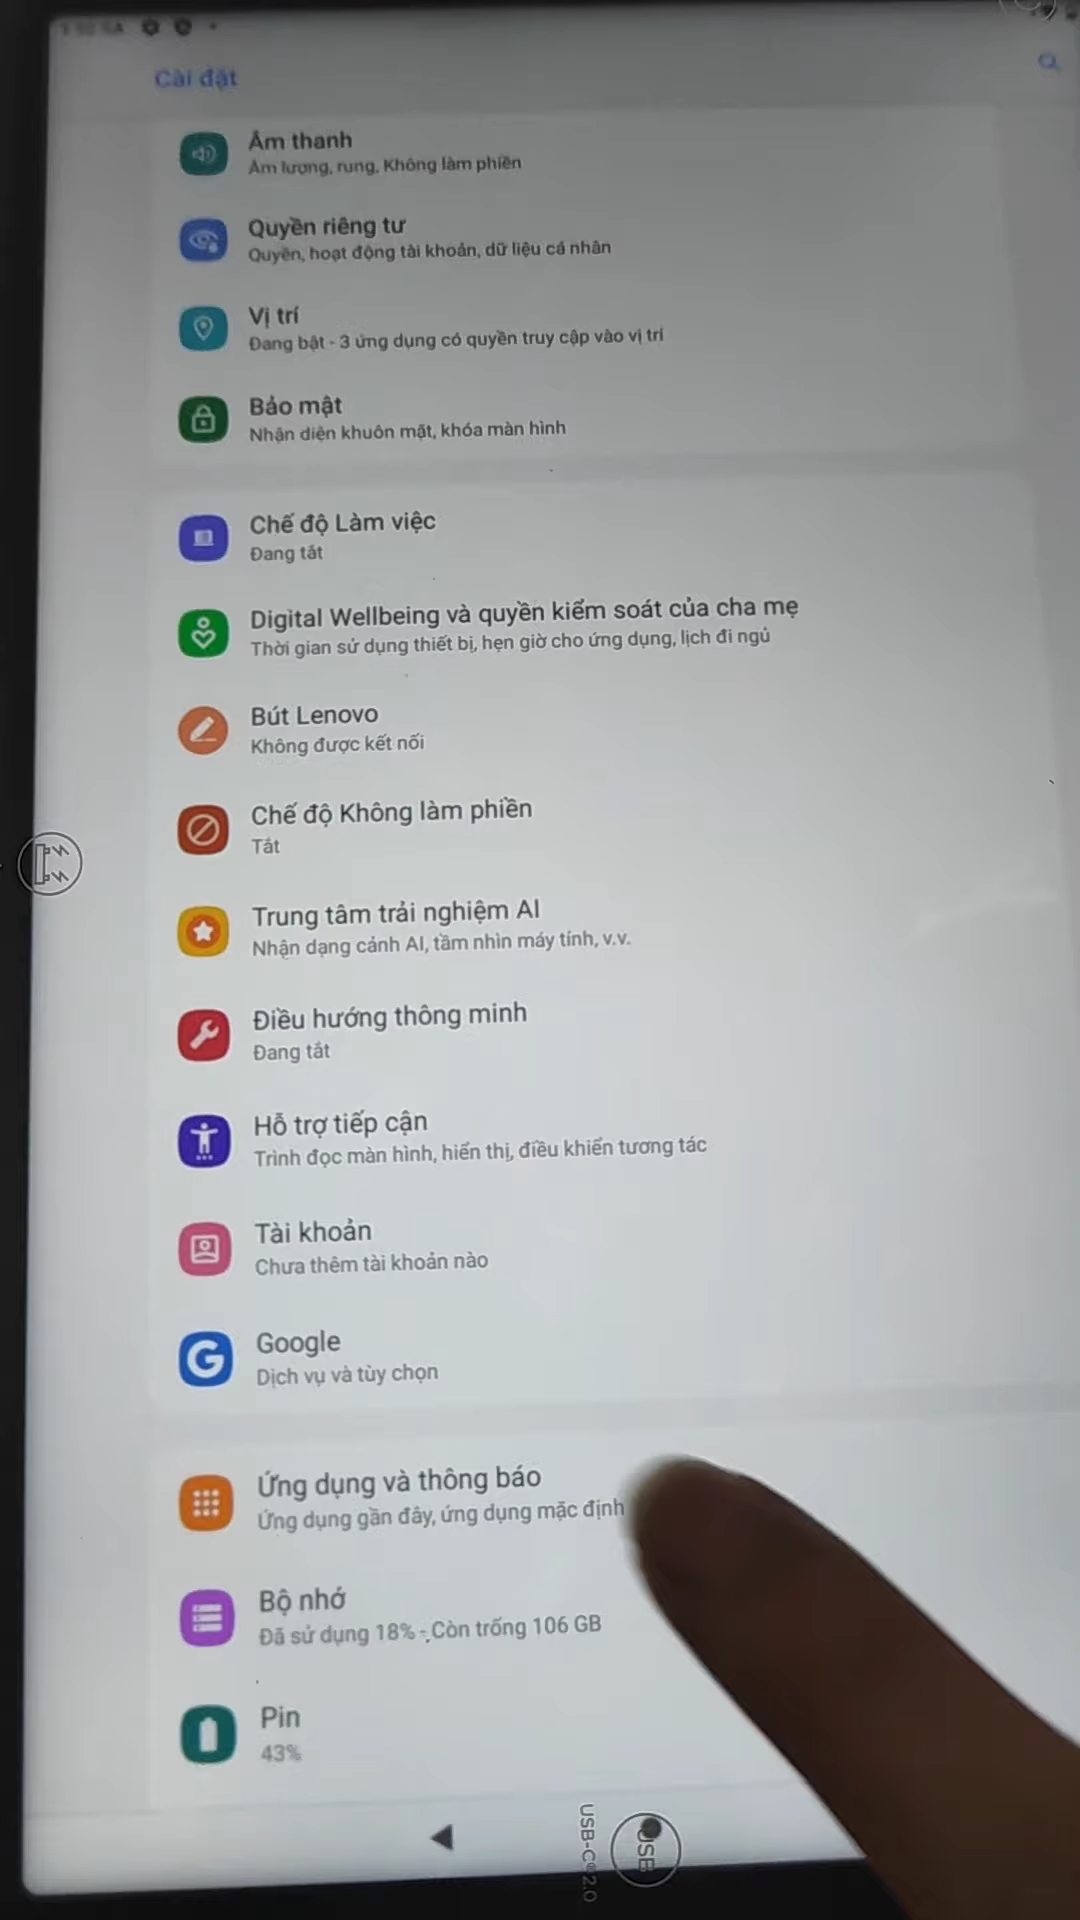 Cài đặt
Âm thanh
Âm lượng, rung, Không làm phiền
Quyền riêng tư
Quyền, hoạt động tài khoản, dữ liệu cá nhân
Vị trí
Đang bật - 3 ứng dụng có quyền truy cập vào vị trí
Bảo mật
Nhận diện khuôn mặt, khóa màn hình
Chế độ Làm việc
Đang tắt
Digital Wellbeing và quyền kiểm soát của cha mẹ
Thời gian sử dụng thiết bị, hẹn giờ cho ứng dụng, lịch đi ngủ
Bút Lenovo
Không được kết nối
Chế độ Không làm phiền
Tắt
Trung tâm trải nghiệm AI
Nhận dạng cảnh AI, tầm nhìn máy tính, v.v.
Điều hướng thông minh
Đang tắt
Hỗ trợ tiếp cận
Trình đọc màn hình, hiển thị, điều khiển tương tác
Tài khoản
Chưa thêm tài khoản nào
Google
Dịch vụ và tùy chọn
Ứng dụng và thông báo
Ứng dụng gần đây, ứng dụng mặc định
Bộ nhớ
Đã sử dụng 18% - Còn trống 106 GB
Pin
43%
USB-C® 2.0
USB